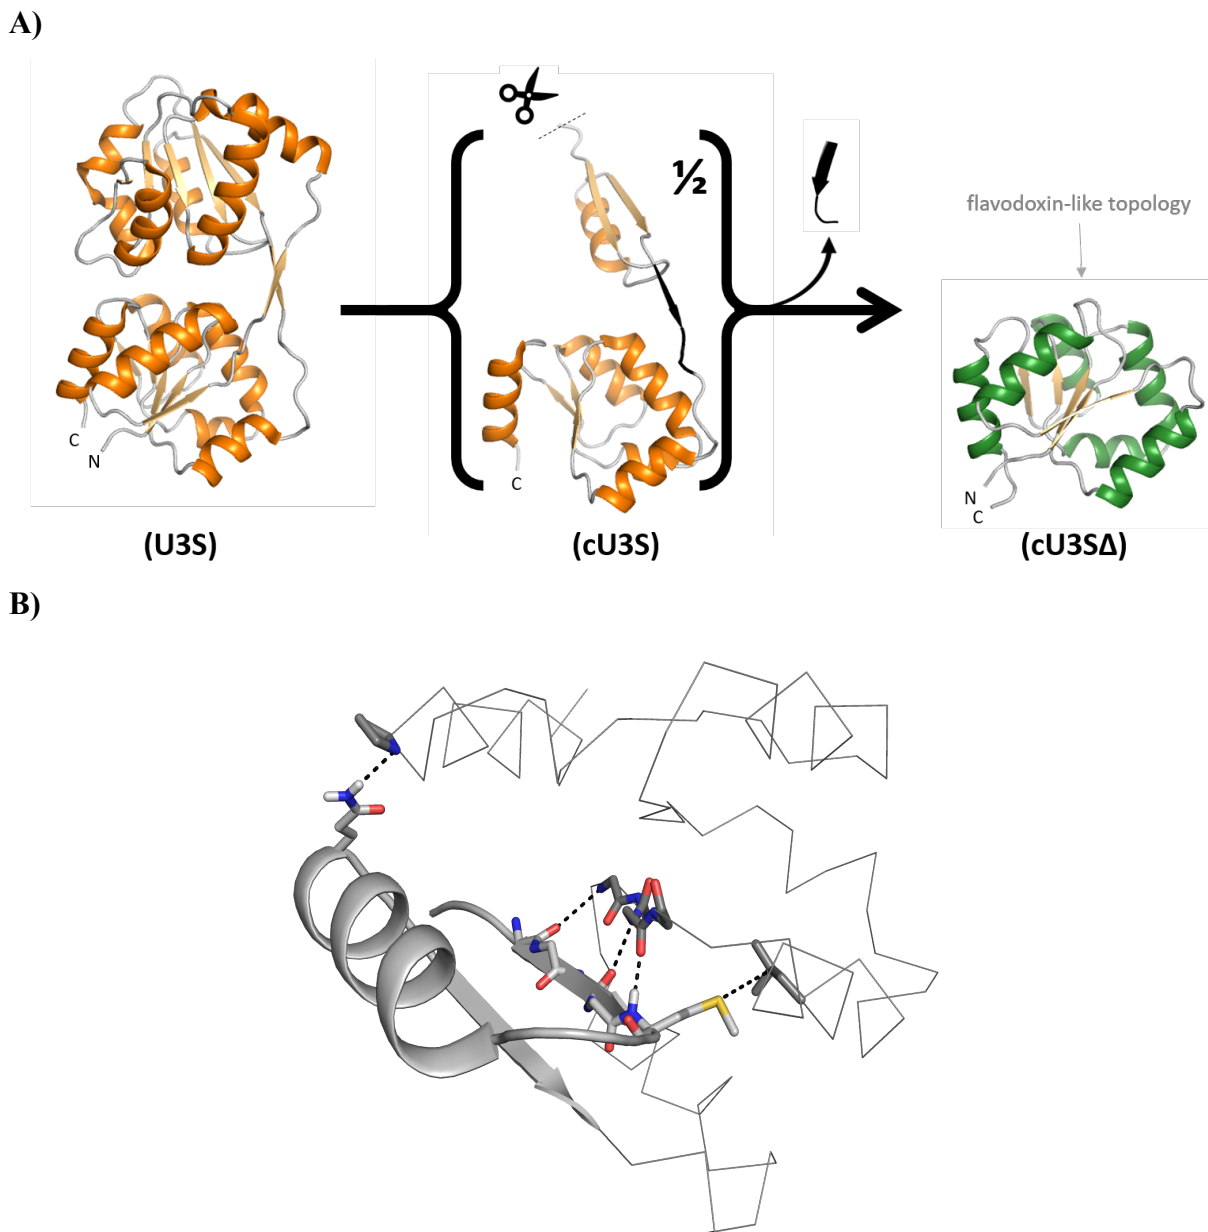 A)
½
flavodoxin-like topology
C
N
C
N
C
(U3S)
(cU3S)
(cU3SΔ)
B)